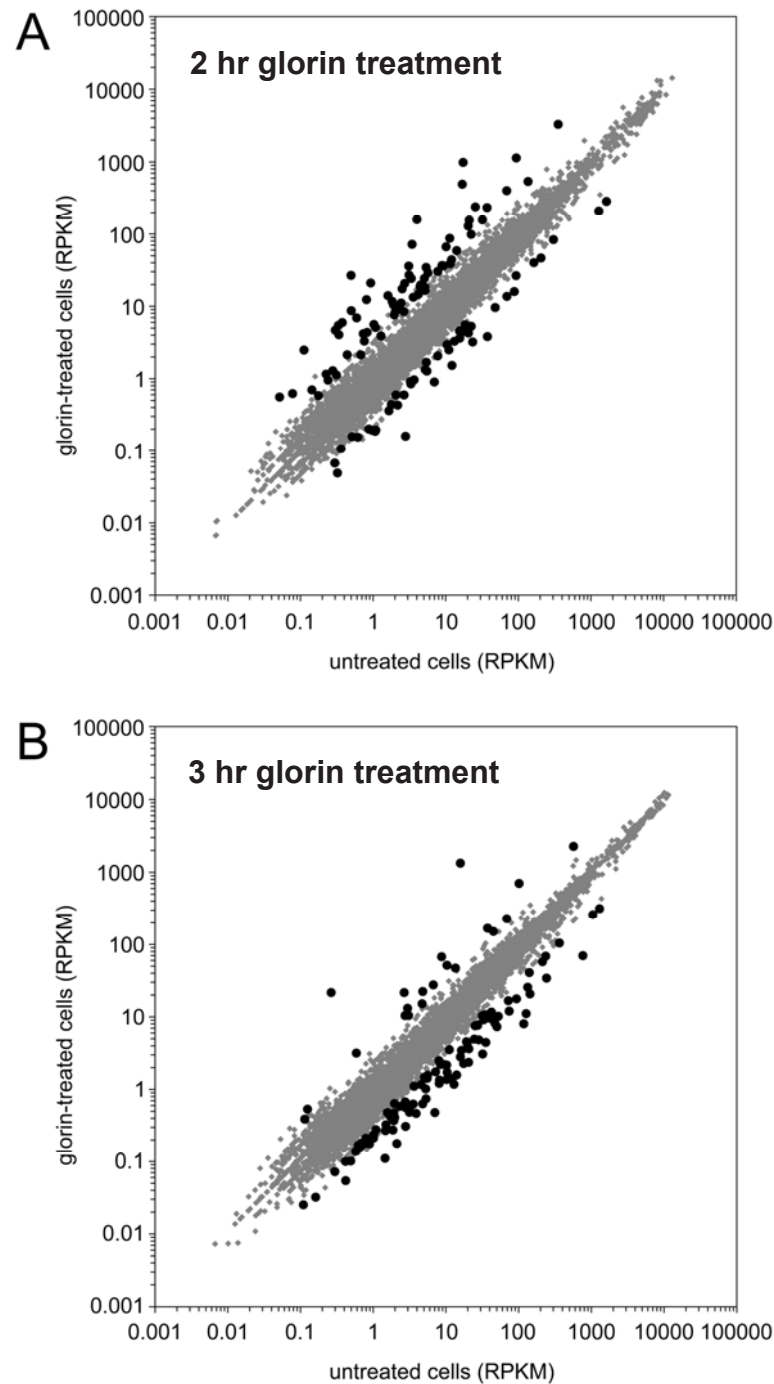 A
2 hr glorin treatment
100000
10000
1000
100
10
1
0.1
0.01
0.001
glorin-treated cells (RPKM)
0.001 0.01 0.1 1 10 100 1000 10000 100000
untreated cells (RPKM)
B
3 hr glorin treatment
100000
10000
1000
100
10
1
0.1
0.01
0.001
glorin-treated cells (RPKM)
0.001 0.01 0.1 1 10 100 1000 10000 100000
untreated cells (RPKM)